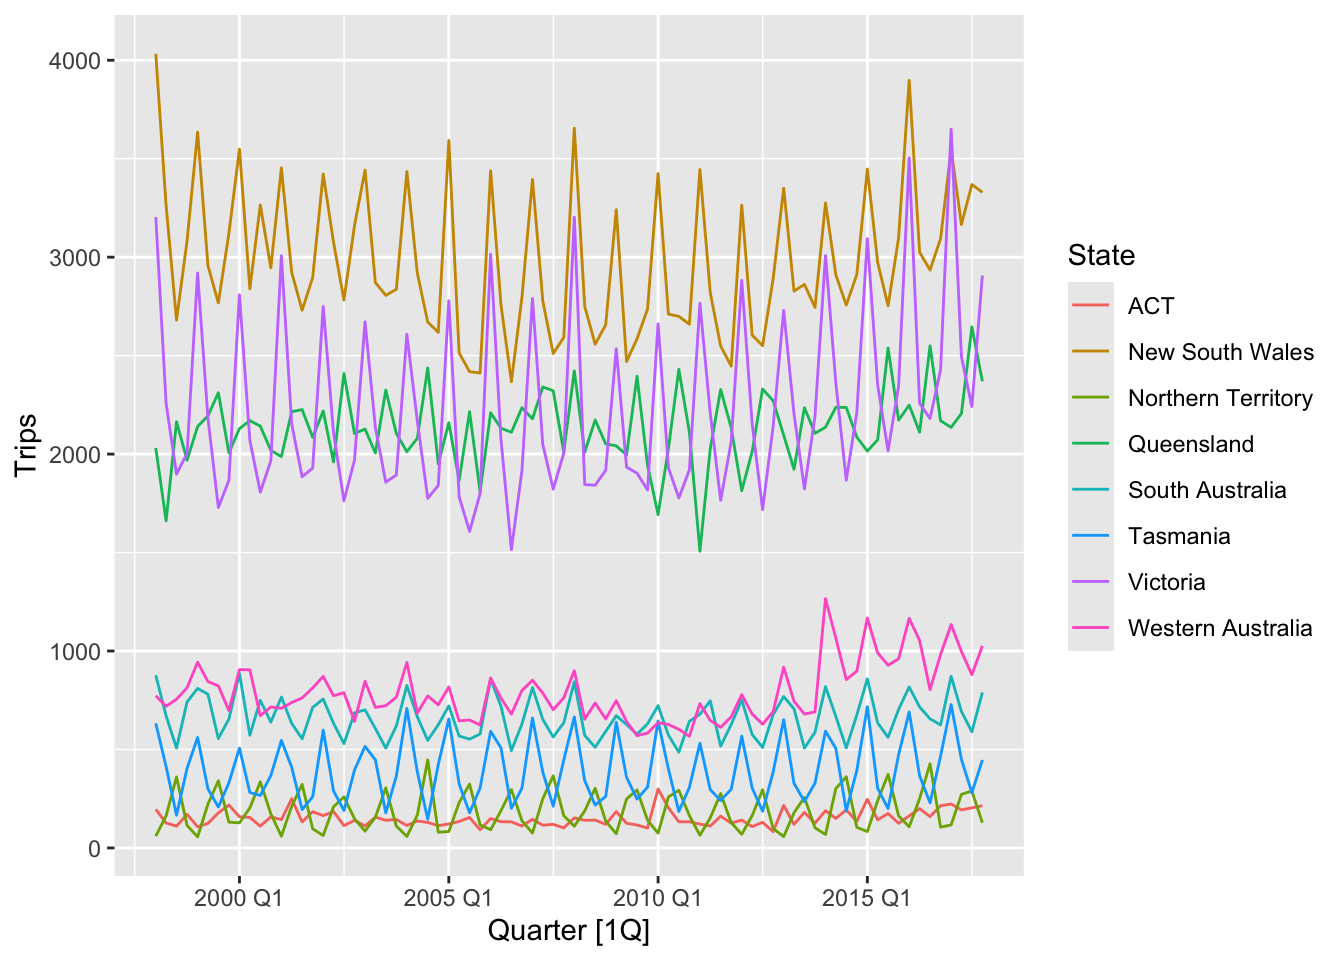 4000
3000
2000
1000
0
Trips
2000 Q1
2005 Q1
2010 Q1
2015 Q1
Quarter [1Q]
State
ACT
New South Wales
Northern Territory
Queensland
South Australia
Tasmania
Victoria
Western Australia